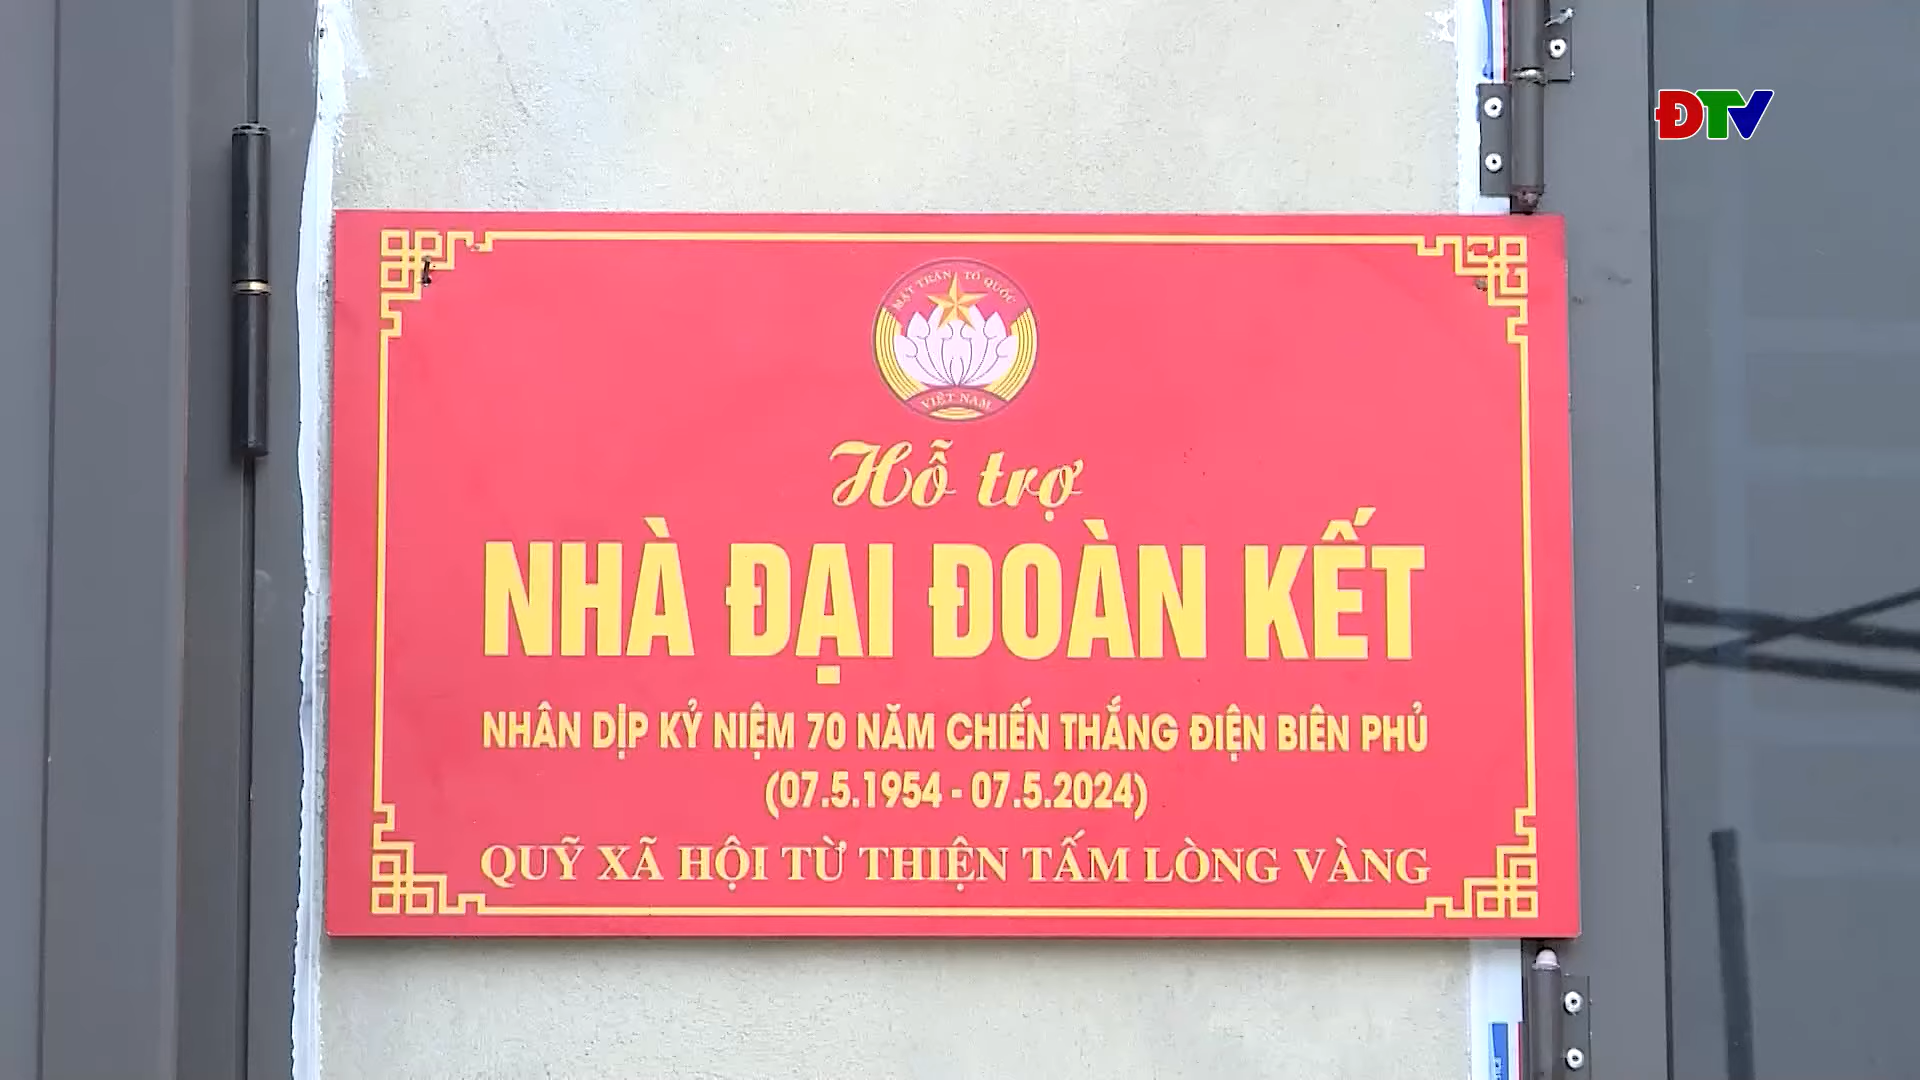 ĐTV
MẶT TRẬN TỔ QUỐC
VIỆT NAM
Hỗ trợ
NHÀ ĐẠI ĐOÀN KẾT
NHÂN DỊP KỶ NIỆM 70 NĂM CHIẾN THẮNG ĐIỆN BIÊN PHỦ
(07.5.1954 - 07.5.2024)
QUỸ XÃ HỘI TỪ THIỆN TẤM LÒNG VÀNG